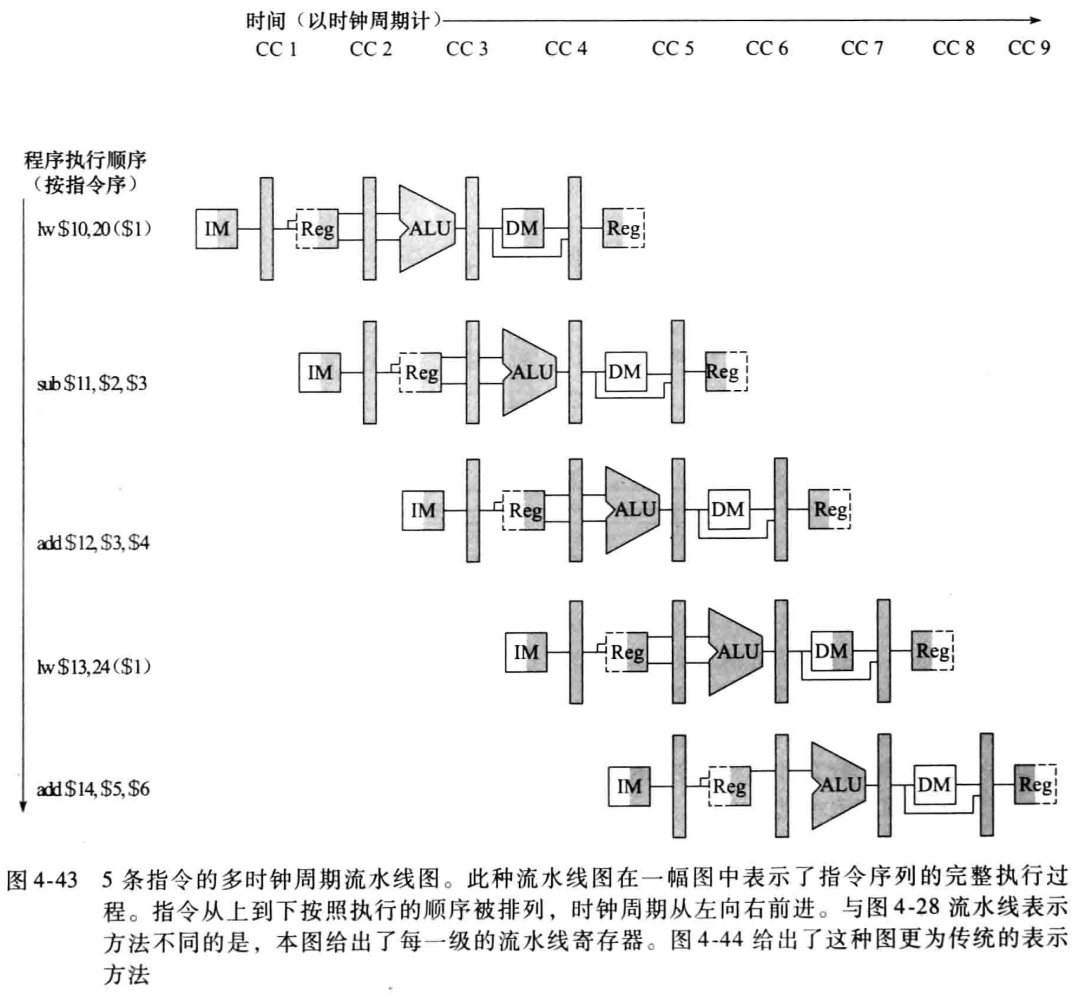 时间（以时钟周期计）
CC 1 CC 2 CC 3 CC 4 CC 5 CC 6 CC 7 CC 8 CC 9
程序执行顺序
（按指令序）
lw $10,20($1) IM Reg ALU DM Reg
sub $11,$2,$3 IM Reg ALU DM Reg
add $12,$3,$4 IM Reg ALU DM Reg
lw $13,24($1) IM Reg ALU DM Reg
add $14,$5,$6 IM Reg ALU DM Reg
图 4-43 5 条指令的多时钟周期流水线图。此种流水线图在一幅图中表示了指令序列的完整执行过
程。指令从上到下按照执行的顺序被排列，时钟周期从左向右前进。与图 4-28 流水线表示
方法不同的是，本图给出了每一级的流水线寄存器。图 4-44 给出了这种图更为传统的表示
方法